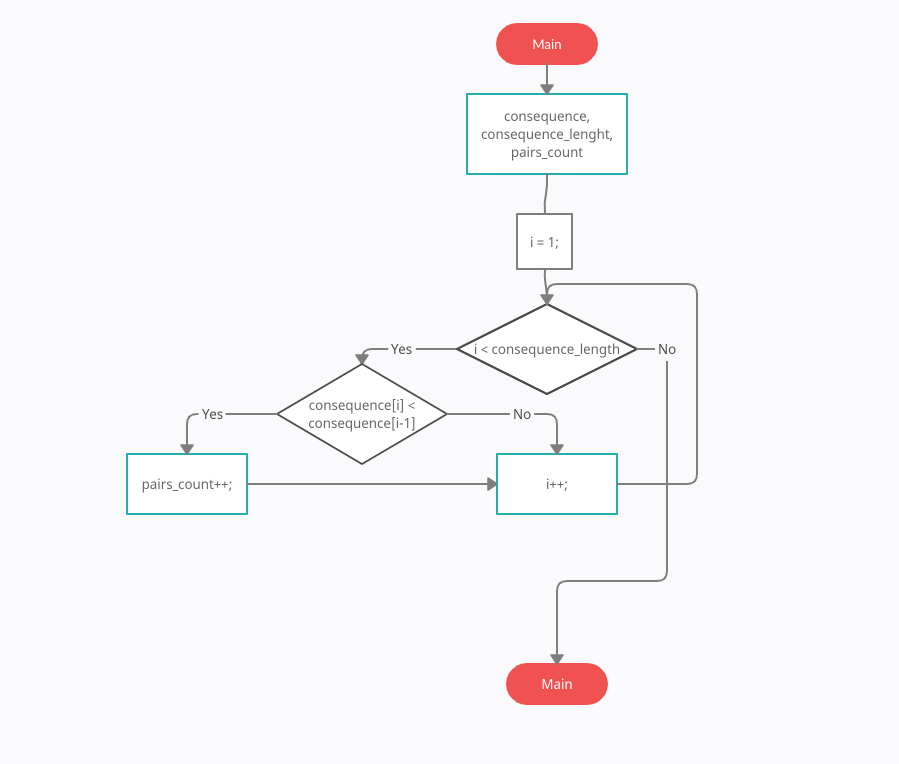 Main
consequence,
consequence_lenght,
pairs_count
i = 1;
i < consequence_length
Yes
No
consequence[i] <
consequence[i-1]
Yes
No
pairs_count++;
i++;
Main